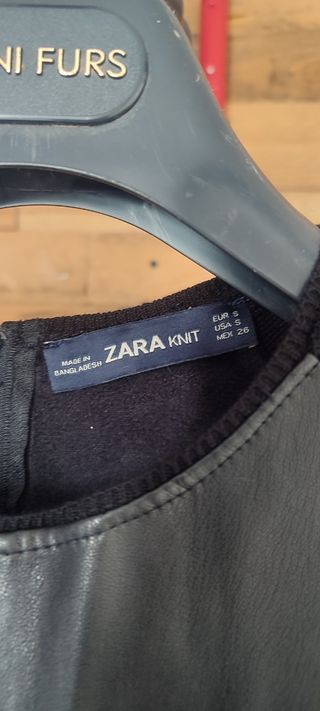 NI FURS
MADE IN
BANGLADESH
ZARA KNIT
EUR S
USA S
MEX 26